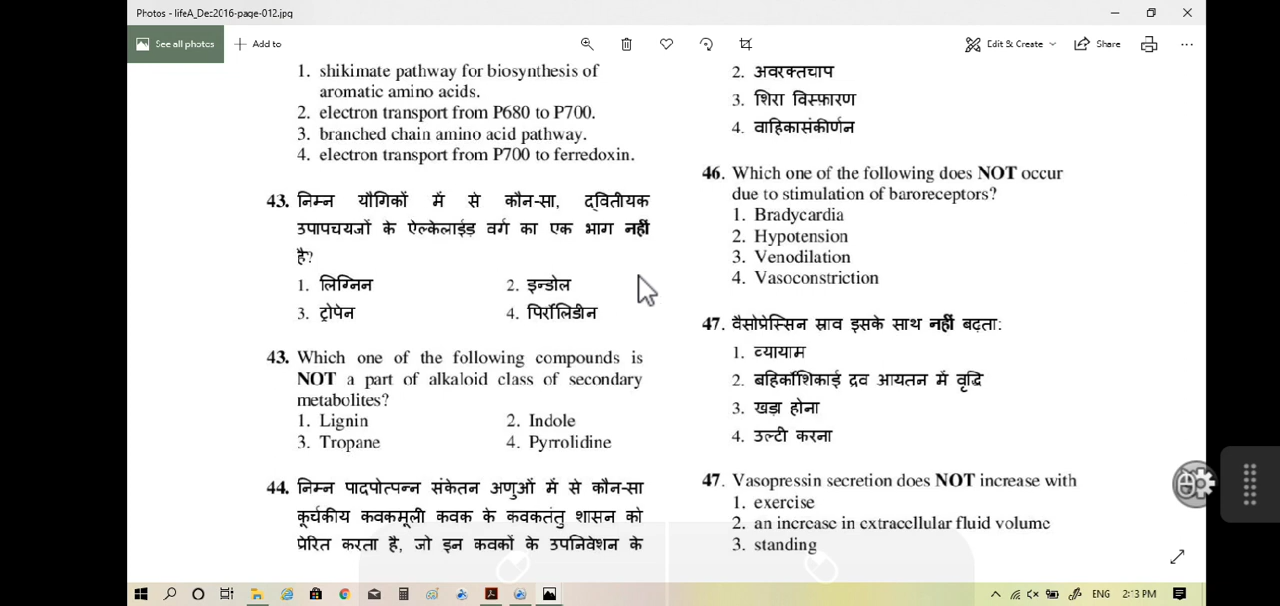 Photos - lifeA_Dec2016-page-012.jpg
See all photos
Add to
Edit & Create
Share
1. shikimate pathway for biosynthesis of
aromatic amino acids.
2. electron transport from P680 to P700.
3. branched chain amino acid pathway.
4. electron transport from P700 to ferredoxin.
43. निम्न यौगिकों में से कौन-सा, द्वितीयक
उपापचयजों के ऐल्केलाईड़ वर्ग का एक भाग नहीं
है?
1. लिग्निन 2. इन्डोल
3. ट्रोपेन 4. पिर्रोलिडीन
43. Which one of the following compounds is
NOT a part of alkaloid class of secondary
metabolites?
1. Lignin 2. Indole
3. Tropane 4. Pyrrolidine
44. निम्न पादपोत्पन्न संकेतन अणुओं में से कौन-सा
कूर्चकीय कवकमूली कवक के कवकतंतु शासन को
प्रेरित करता है, जो इन कवकों के उपनिवेशन के
2. अवरक्तचाप
3. शिरा विस्फ़ारण
4. वाहिकासंकीर्णन
46. Which one of the following does NOT occur
due to stimulation of baroreceptors?
1. Bradycardia
2. Hypotension
3. Venodilation
4. Vasoconstriction
47. वैसोप्रेस्सिन स्राव इसके साथ नहीं बढ़ता:
1. व्यायाम
2. बहिर्कोशिकाई द्रव आयतन में वृद्धि
3. खड़ा होना
4. उल्टी करना
47. Vasopressin secretion does NOT increase with
1. exercise
2. an increase in extracellular fluid volume
3. standing
ENG 2:13 PM